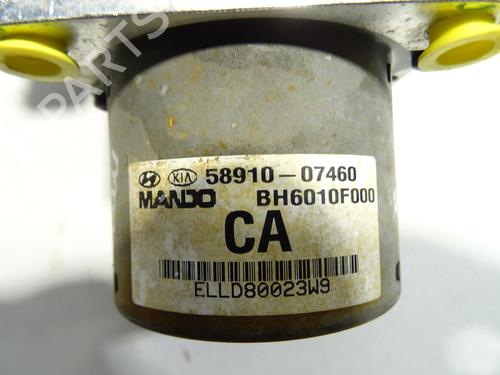 KIA 58910-07460
MANDO BH6010F000
CA
ELLD80023W9
PARTS